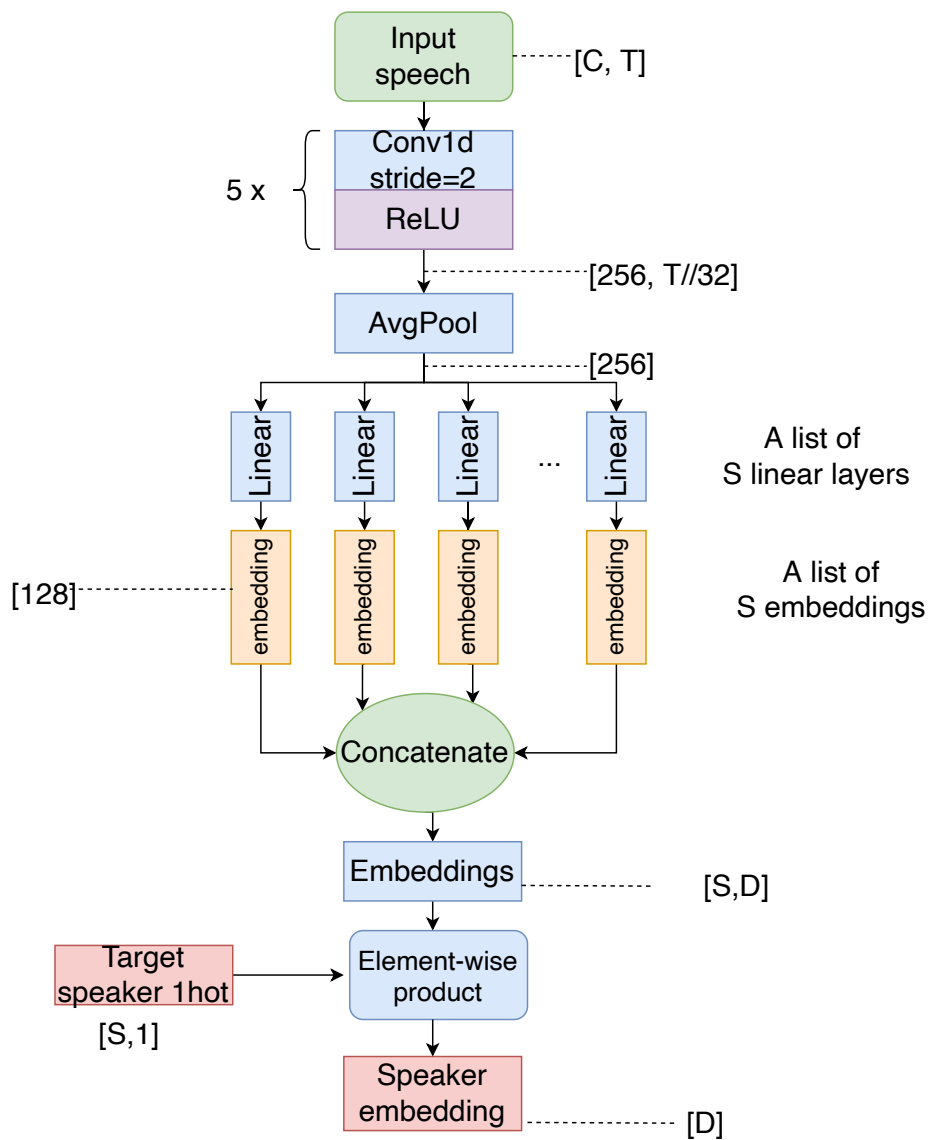 Input
speech
[C, T]
5 x
Conv1d
stride=2
ReLU
[256, T//32]
AvgPool
[256]
Linear
Linear
Linear
...
Linear
A list of
S linear layers
[128]
embedding
embedding
embedding
embedding
A list of
S embeddings
Concatenate
Embeddings
[S,D]
Target
speaker 1hot
[S,1]
Element-wise
product
Speaker
embedding
[D]